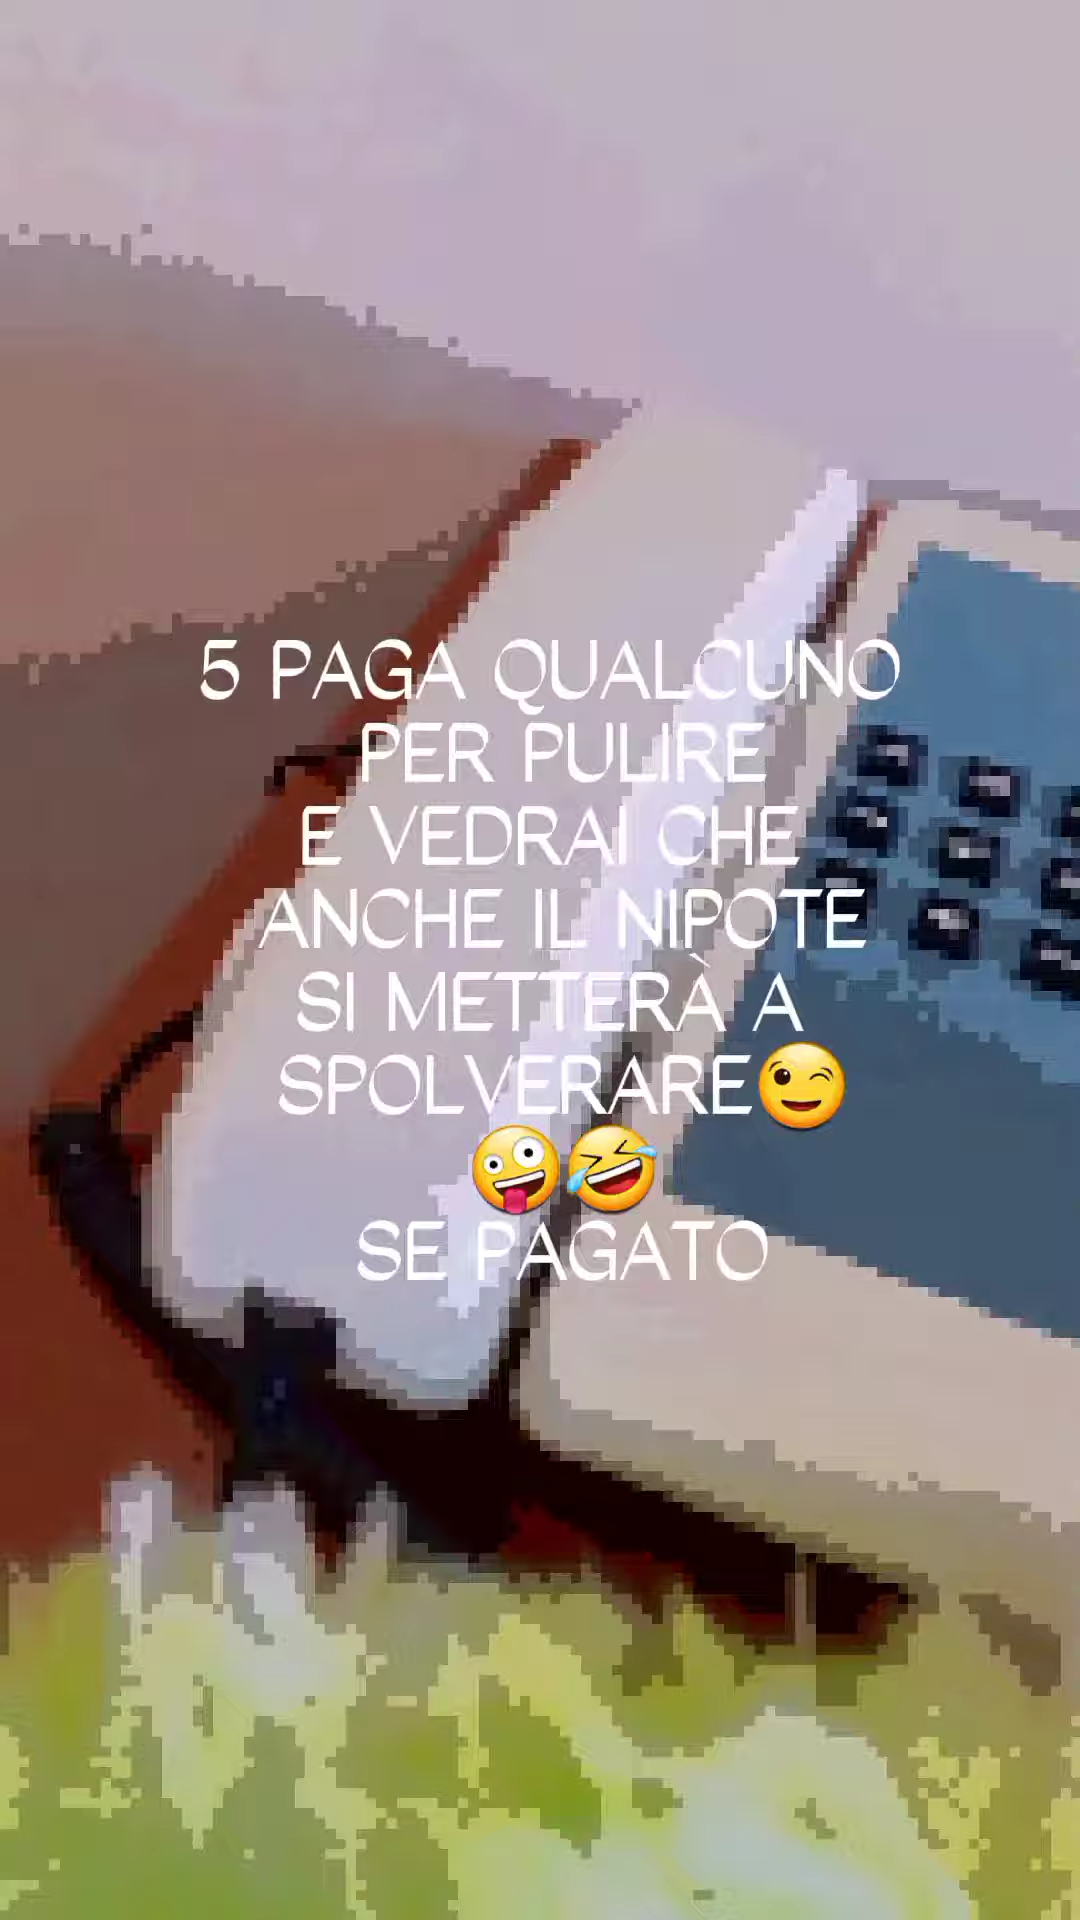 5 PAGA QUALCUNO
PER PULIRE
E VEDRAI CHE
ANCHE IL NIPOTE
SI METTERÀ A
SPOLVERARE😉
🤪🤣
SE PAGATO